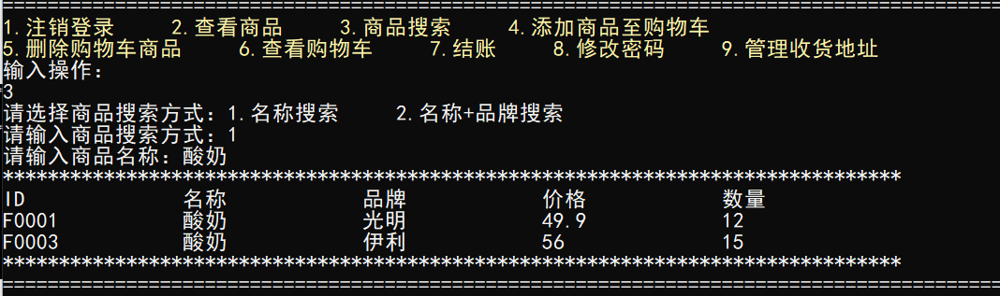 ================================================================================
1.注销登录     2.查看商品     3.商品搜索     4.添加商品至购物车
5.删除购物车商品     6.查看购物车     7.结账     8.修改密码     9.管理收货地址
输入操作：
3
请选择商品搜索方式：1.名称搜索     2.名称+品牌搜索
请输入商品搜索方式：1
请输入商品名称：酸奶
********************************************************************************
ID              名称            品牌            价格            数量
F0001           酸奶            光明            49.9            12
F0003           酸奶            伊利            56              15
********************************************************************************
================================================================================